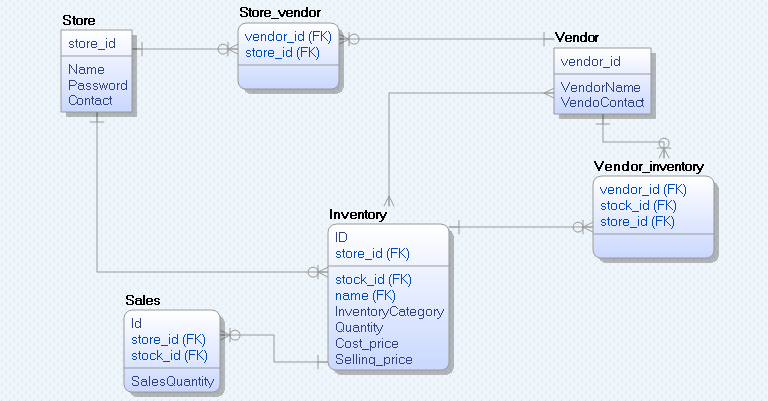 Store
store_id
Name
Password
Contact
Store_vendor
vendor_id (FK)
store_id (FK)
Vendor
vendor_id
VendorName
VendoContact
Vendor_inventory
vendor_id (FK)
stock_id (FK)
store_id (FK)
Inventory
ID
store_id (FK)
stock_id (FK)
name (FK)
InventoryCategory
Quantity
Cost_price
Selling_price
Sales
Id
store_id (FK)
stock_id (FK)
SalesQuantity